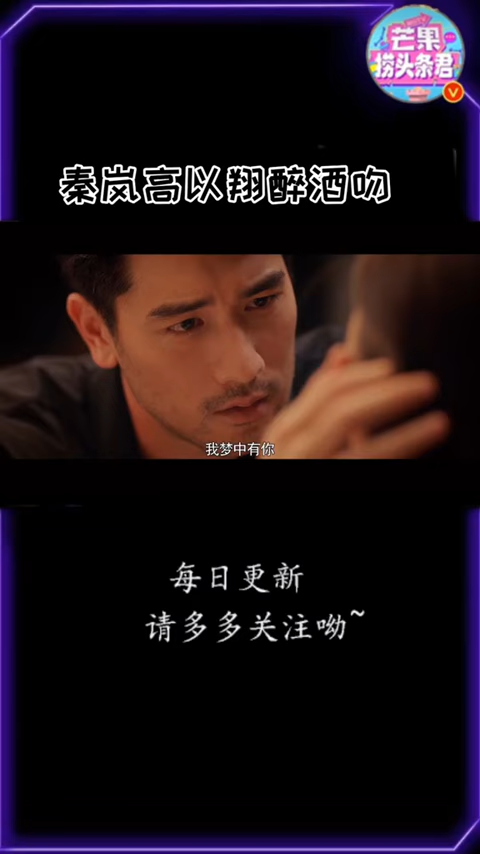 芒果
捞头条君
V
秦岚高以翔醉酒吻
我梦中有你
每日更新
请多多关注呦~